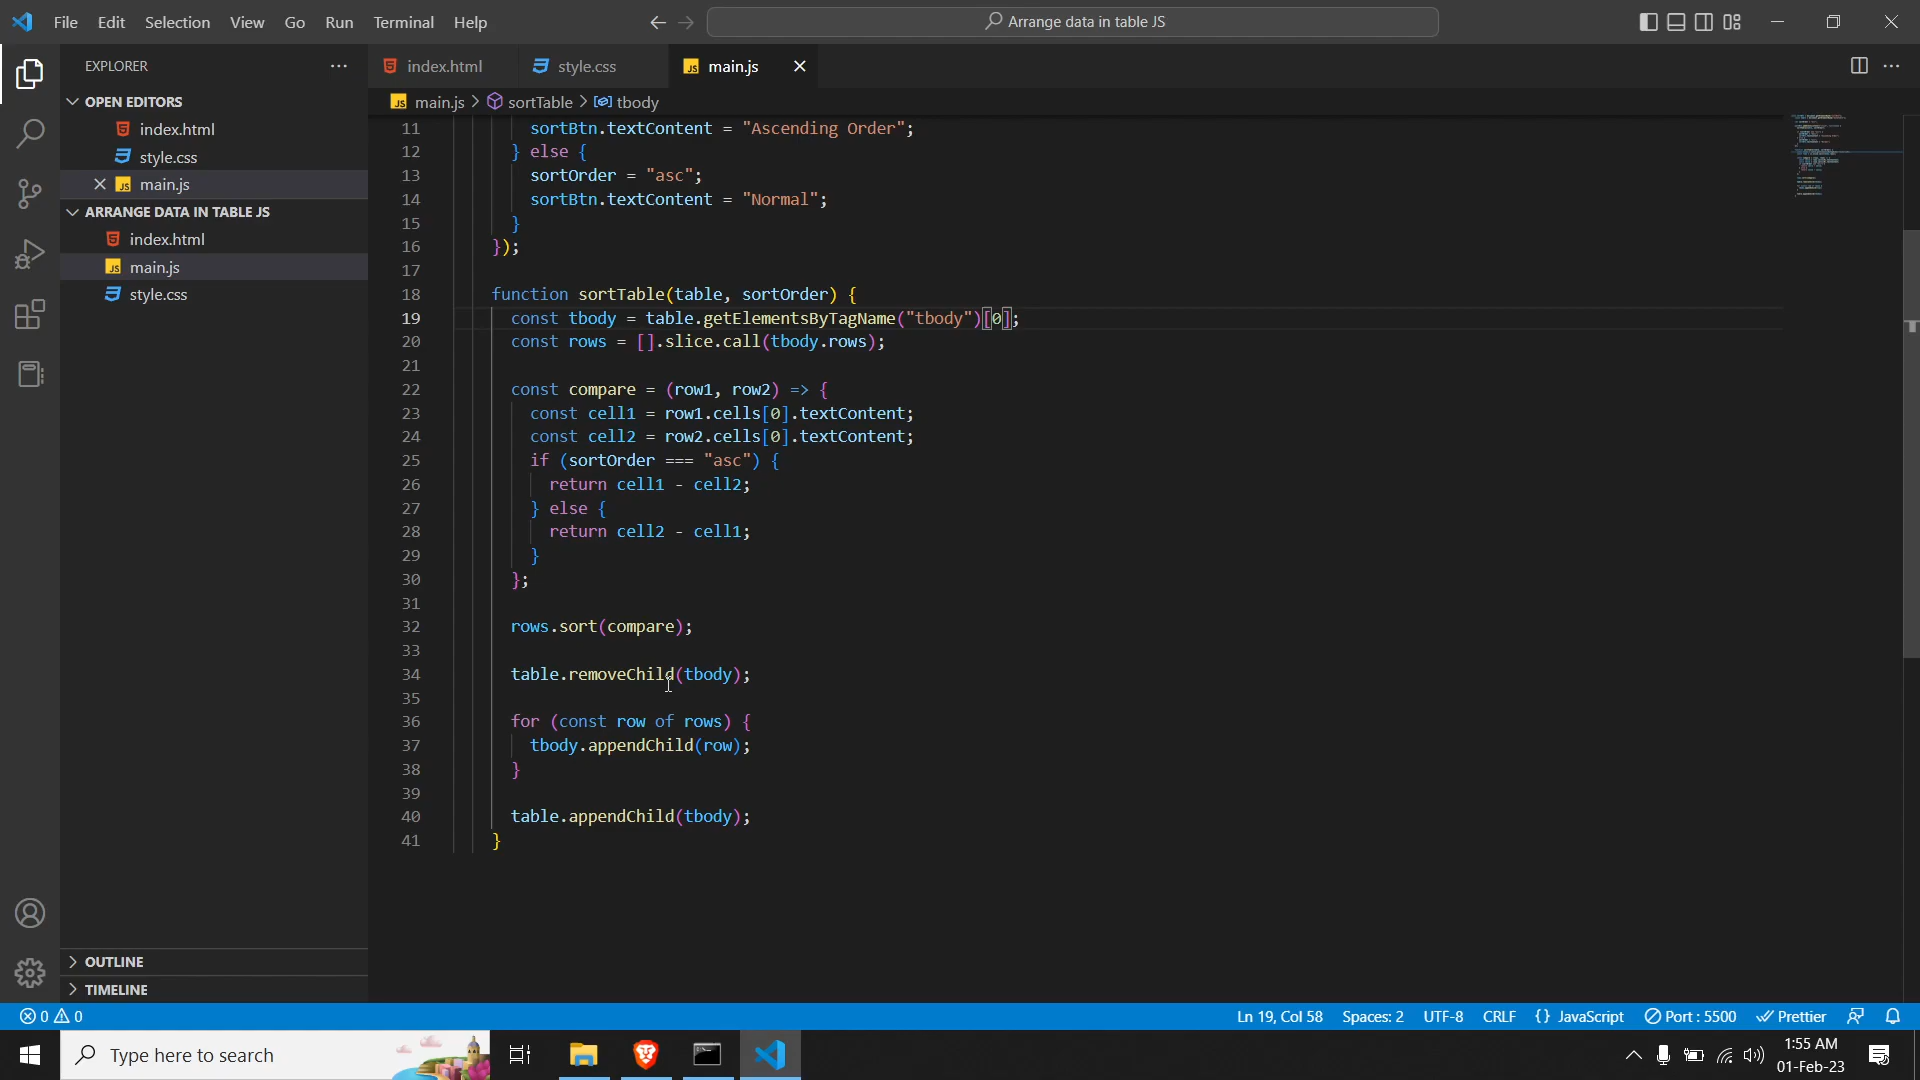 File Edit Selection View Go Run Terminal Help
Arrange data in table JS
EXPLORER
OPEN EDITORS
index.html
style.css
main.js
ARRANGE DATA IN TABLE JS
index.html
main.js
style.css
OUTLINE
TIMELINE
index.html style.css main.js
main.js > sortTable > tbody
11 sortBtn.textContent = "Ascending Order";
12 } else {
13 sortOrder = "asc";
14 sortBtn.textContent = "Normal";
15 }
16 });
17
18 function sortTable(table, sortOrder) {
19 const tbody = table.getElementsByTagName("tbody")[0];
20 const rows = [].slice.call(tbody.rows);
21
22 const compare = (row1, row2) => {
23 const cell1 = row1.cells[0].textContent;
24 const cell2 = row2.cells[0].textContent;
25 if (sortOrder === "asc") {
26 return cell1 - cell2;
27 } else {
28 return cell2 - cell1;
29 }
30 };
31
32 rows.sort(compare);
33
34 table.removeChild(tbody);
35
36 for (const row of rows) {
37 tbody.appendChild(row);
38 }
39
40 table.appendChild(tbody);
41 }
0 0 Ln 19, Col 58 Spaces: 2 UTF-8 CRLF {} JavaScript Port : 5500 Prettier
Type here to search
1:55 AM
01-Feb-23